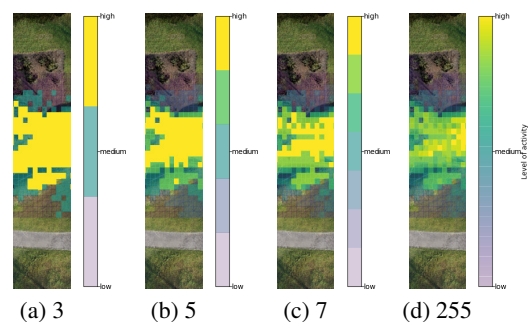 high
medium
low
high
medium
low
high
medium
low
high
medium
low
Level of activity
(a) 3
(b) 5
(c) 7
(d) 255